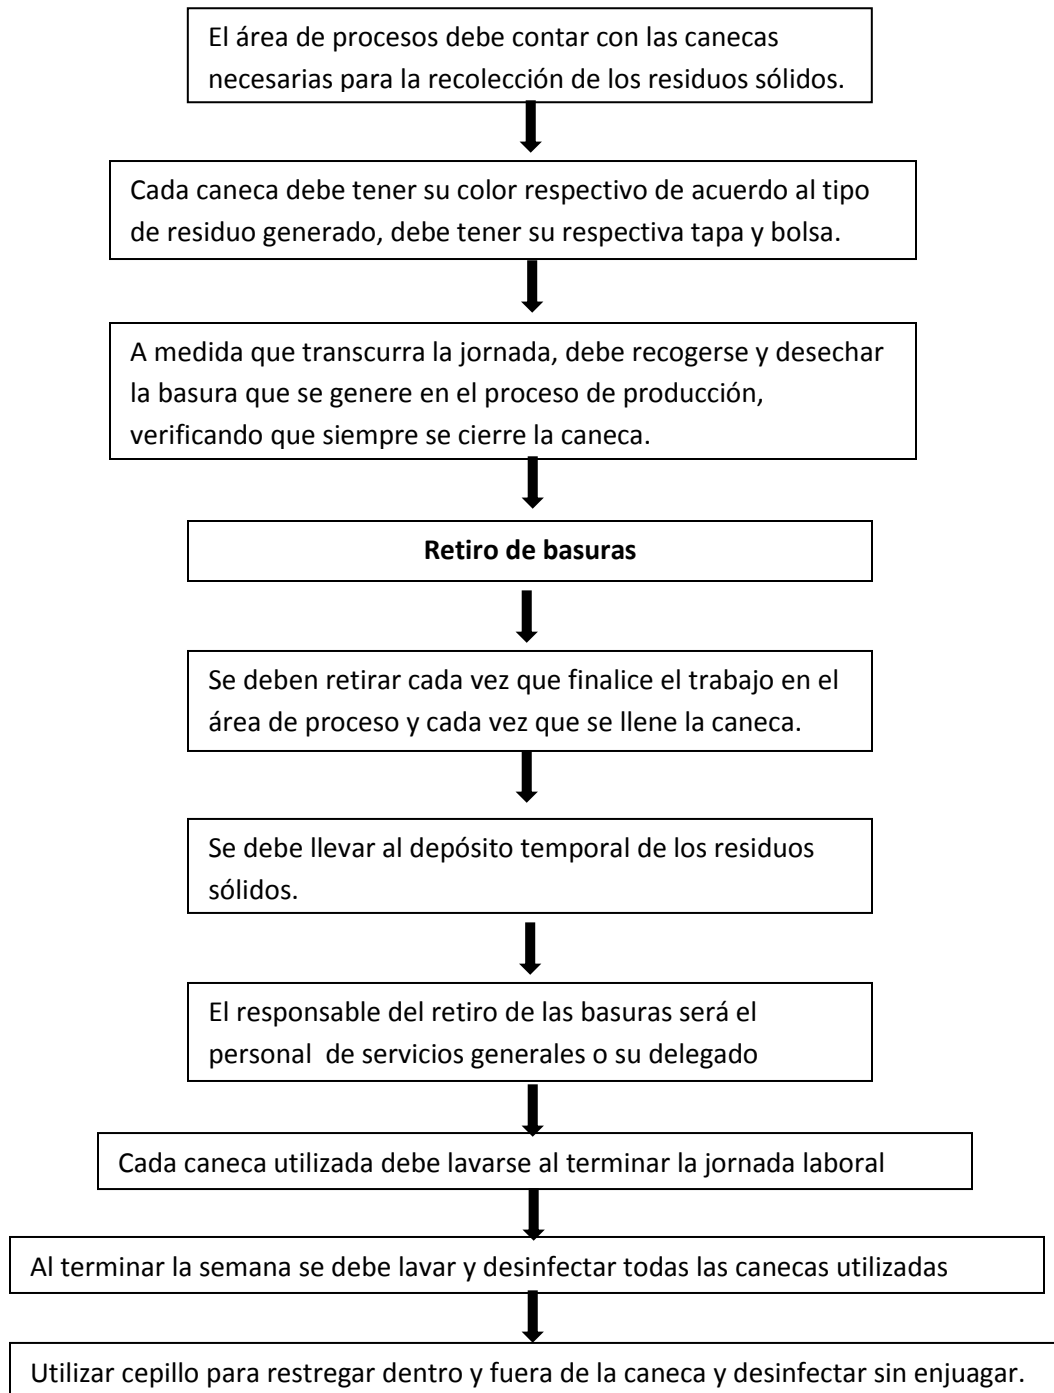 El área de procesos debe contar con las canecas
necesarias para la recolección de los residuos sólidos.
Cada caneca debe tener su color respectivo de acuerdo al tipo
de residuo generado, debe tener su respectiva tapa y bolsa.
A medida que transcurra la jornada, debe recogerse y desechar
la basura que se genere en el proceso de producción,
verificando que siempre se cierre la caneca.
Retiro de basuras
Se deben retirar cada vez que finalice el trabajo en el
área de proceso y cada vez que se llene la caneca.
Se debe llevar al depósito temporal de los residuos
sólidos.
El responsable del retiro de las basuras será el
personal  de servicios generales o su delegado
Cada caneca utilizada debe lavarse al terminar la jornada laboral
Al terminar la semana se debe lavar y desinfectar todas las canecas utilizadas
Utilizar cepillo para restregar dentro y fuera de la caneca y desinfectar sin enjuagar.